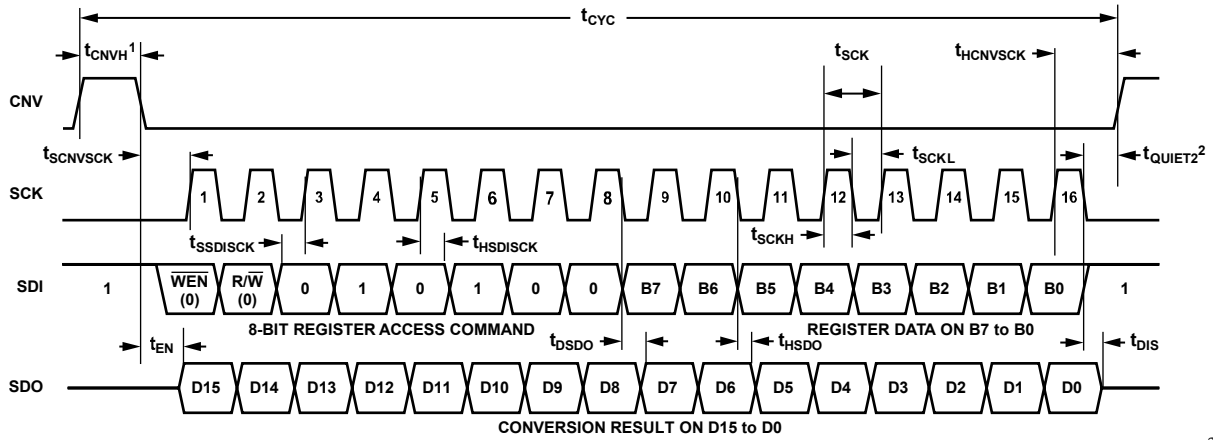 tCYC
tCNVH1
tSCK
tHCNVSCK
CNV
tSCNVSCK
tSCKL
tQUIET22
SCK
1 2 3 4 5 6 7 8 9 10 11 12 13 14 15 16
tSSDISCK
tHSDISCK
tSCKH
SDI
1 WEN (0) R/W (0) 0 1 0 1 0 0 B7 B6 B5 B4 B3 B2 B1 B0 1
8-BIT REGISTER ACCESS COMMAND
REGISTER DATA ON B7 to B0
tEN
tDSDO
tHSDO
tDIS
SDO
D15 D14 D13 D12 D11 D10 D9 D8 D7 D6 D5 D4 D3 D2 D1 D0
CONVERSION RESULT ON D15 to D0